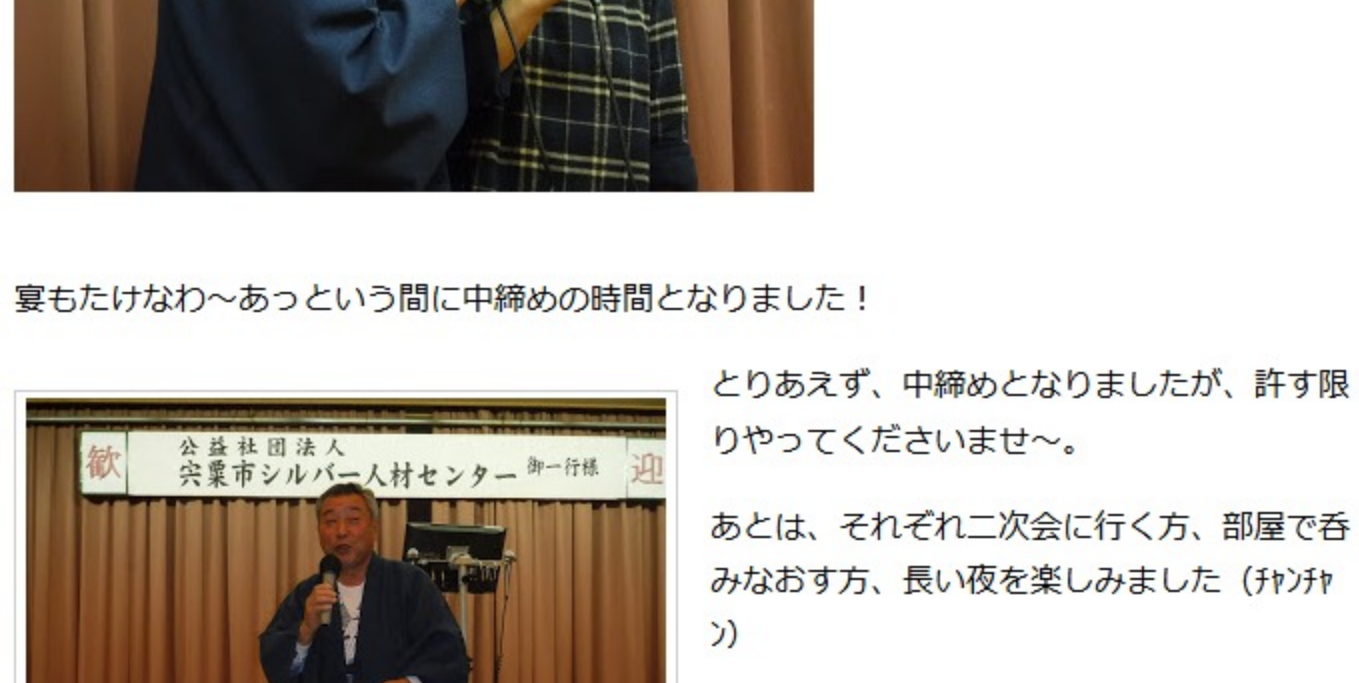 宴もたけなわ～あっという間に中締めの時間となりました！
歓
公益社団法人
宍粟市シルバー人材センター 御一行様
迎
とりあえず、中締めとなりましたが、許す限
りやってくださいませ～。
あとは、それぞれ二次会に行く方、部屋で呑
みなおす方、長い夜を楽しみました（ﾁｬﾝﾁｬ
ﾝ）